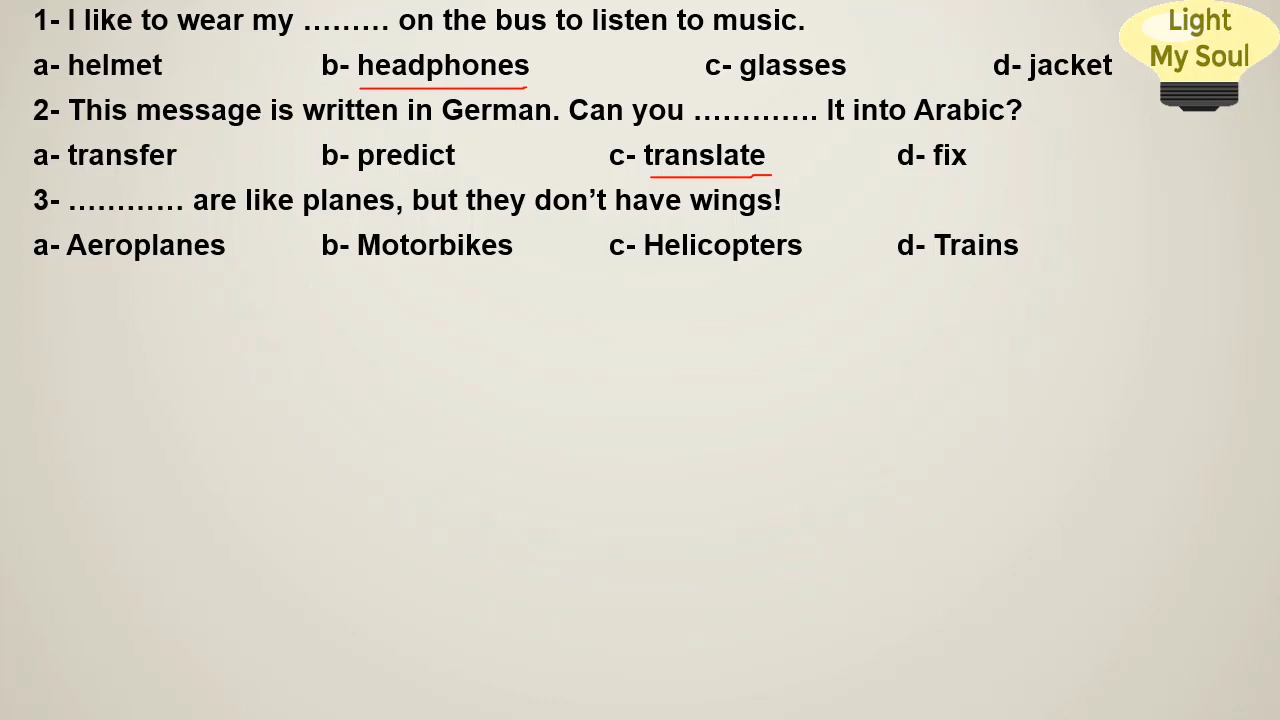 1- I like to wear my ……… on the bus to listen to music.
a- helmet b- headphones c- glasses d- jacket
2- This message is written in German. Can you …………. It into Arabic?
a- transfer b- predict c- translate d- fix
3- ………… are like planes, but they don’t have wings!
a- Aeroplanes b- Motorbikes c- Helicopters d- Trains
Light
My Soul